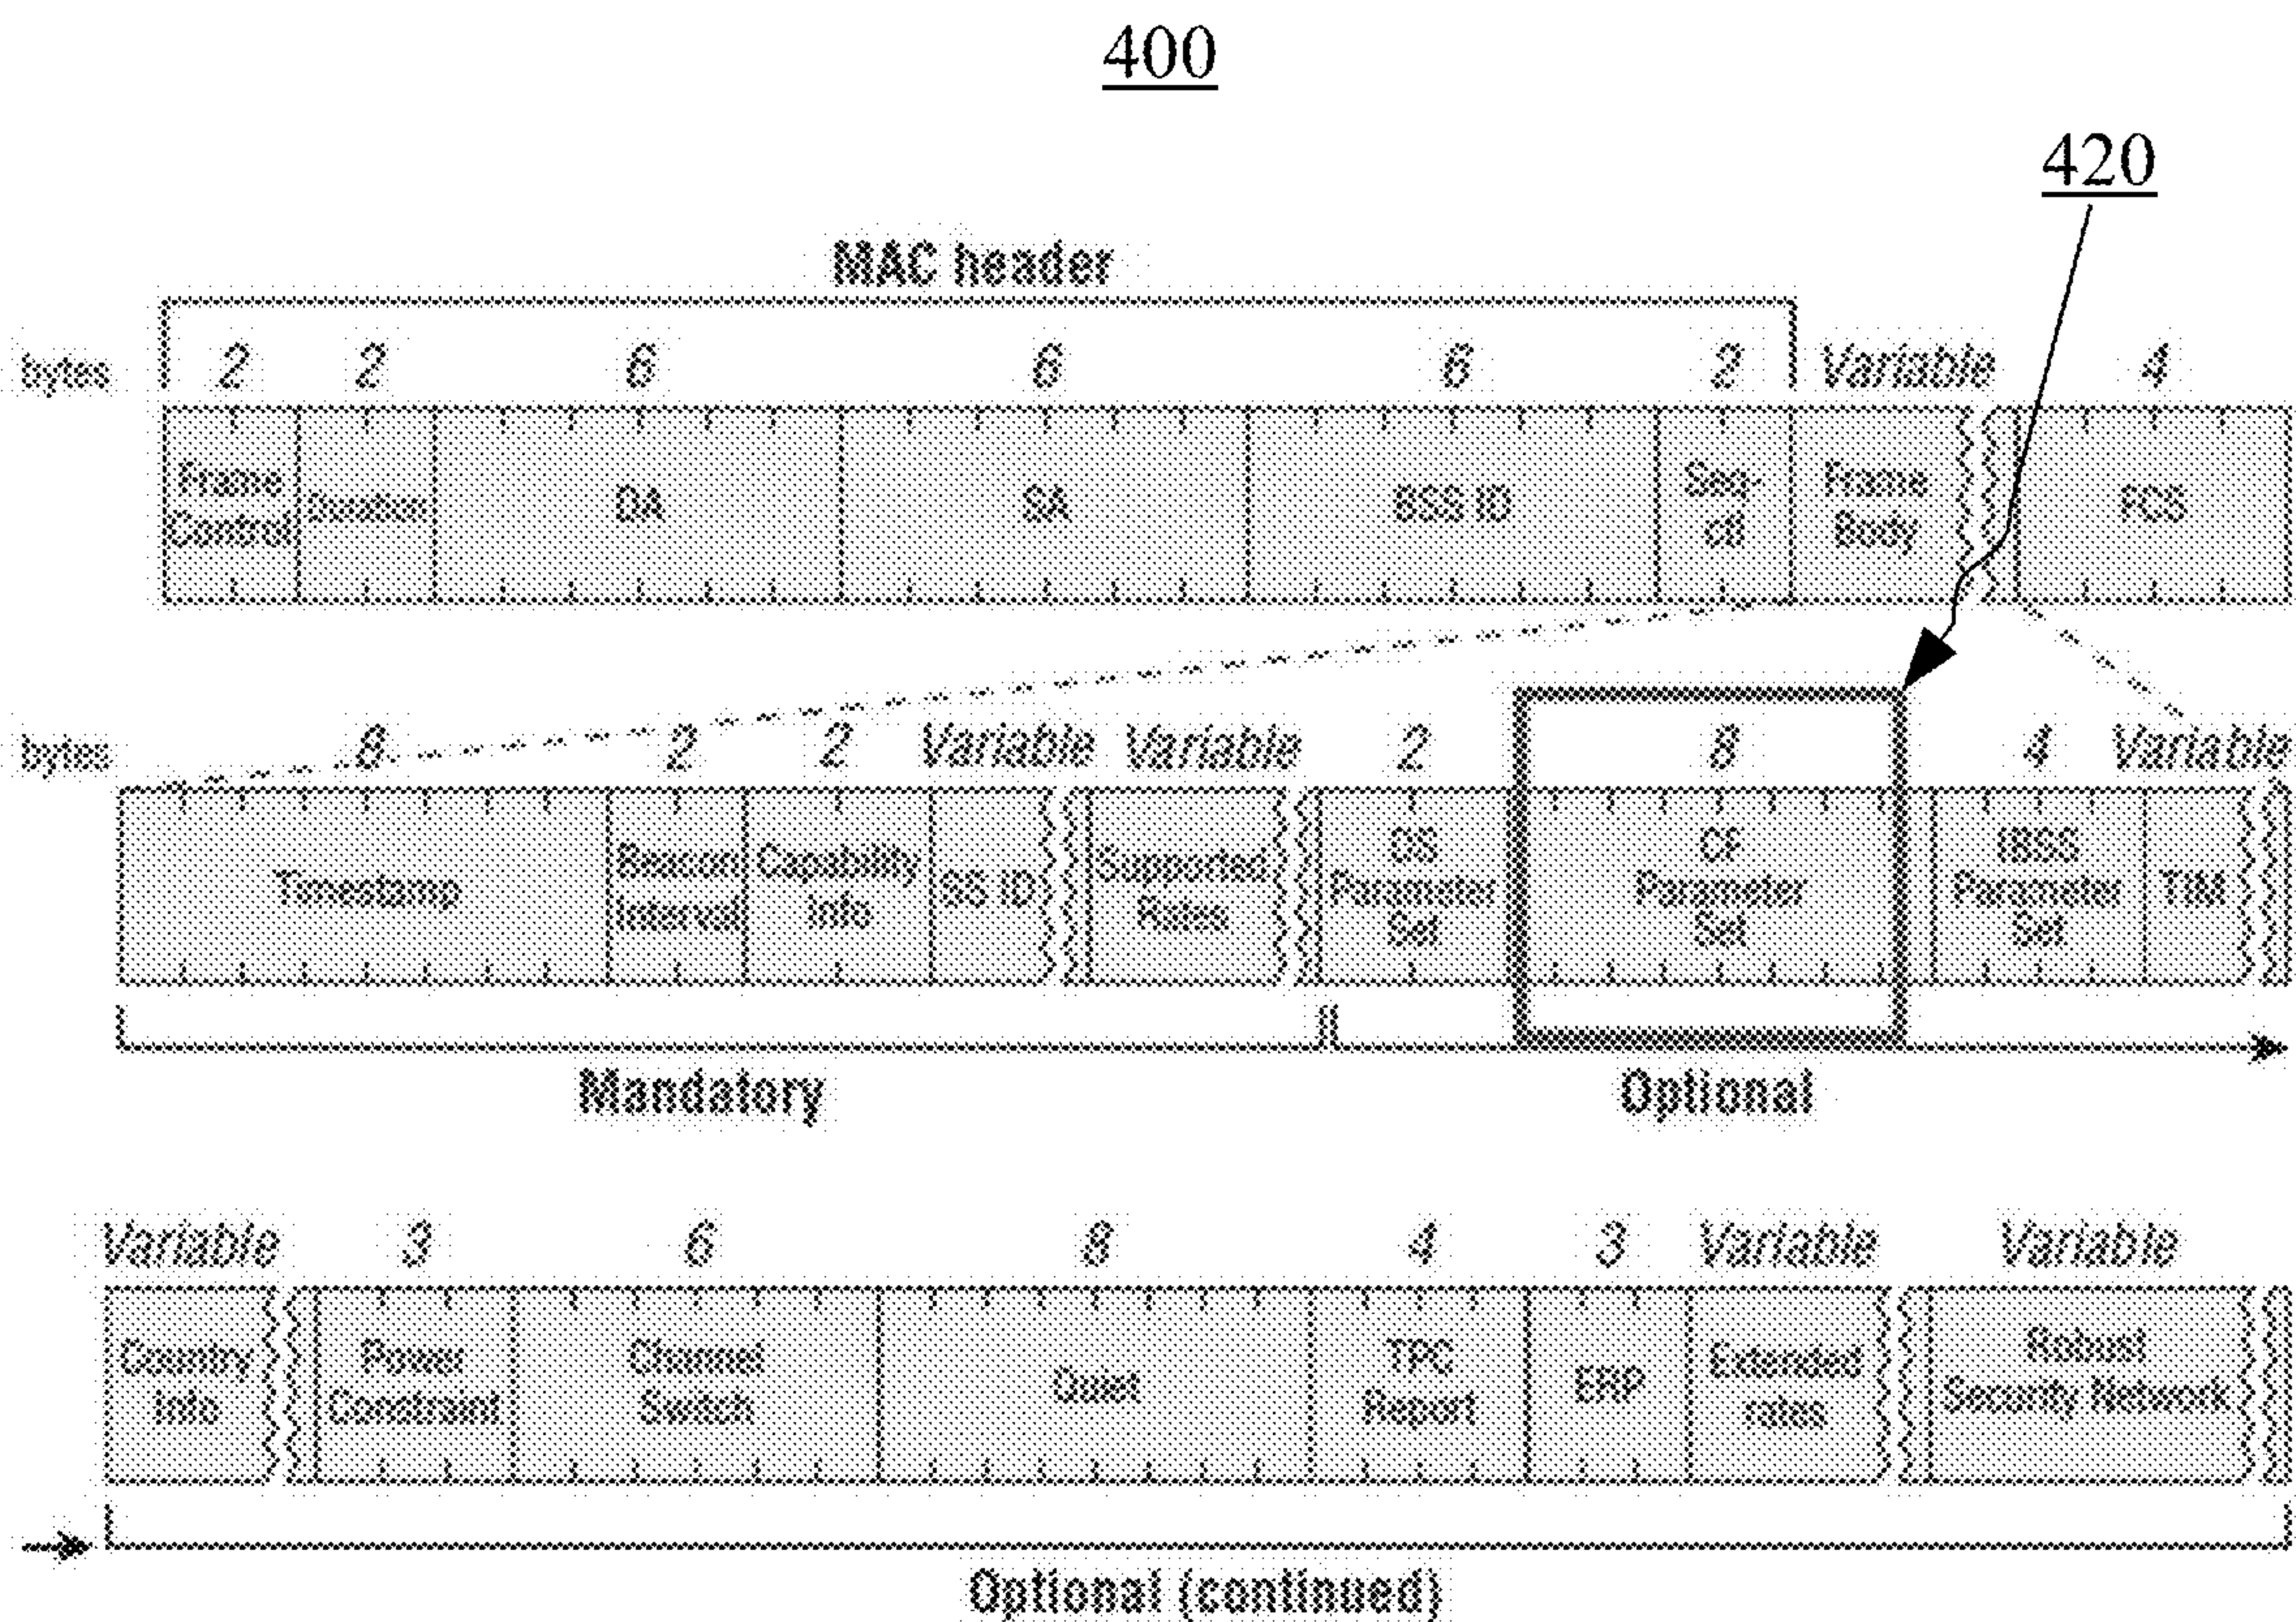 400
420
MAC header
bytes 2 2 6 6 6 2 Variable 4
Frame Control Duration DA SA BSS ID Seq-ctl Frame Body FCS
bytes 8 2 2 Variable Variable 2 8 4 Variable
Timestamp Beacon Interval Capability Info SS ID Supported Rates Parameter Set CF Parameter Set IBSS Parameter Set TIM
Mandatory Optional
Variable 3 6 8 4 3 Variable Variable
Country Info Power Constraint Channel Switch Quiet TPC Report ERP Extended rates Robust Security Network
Optional (continued)